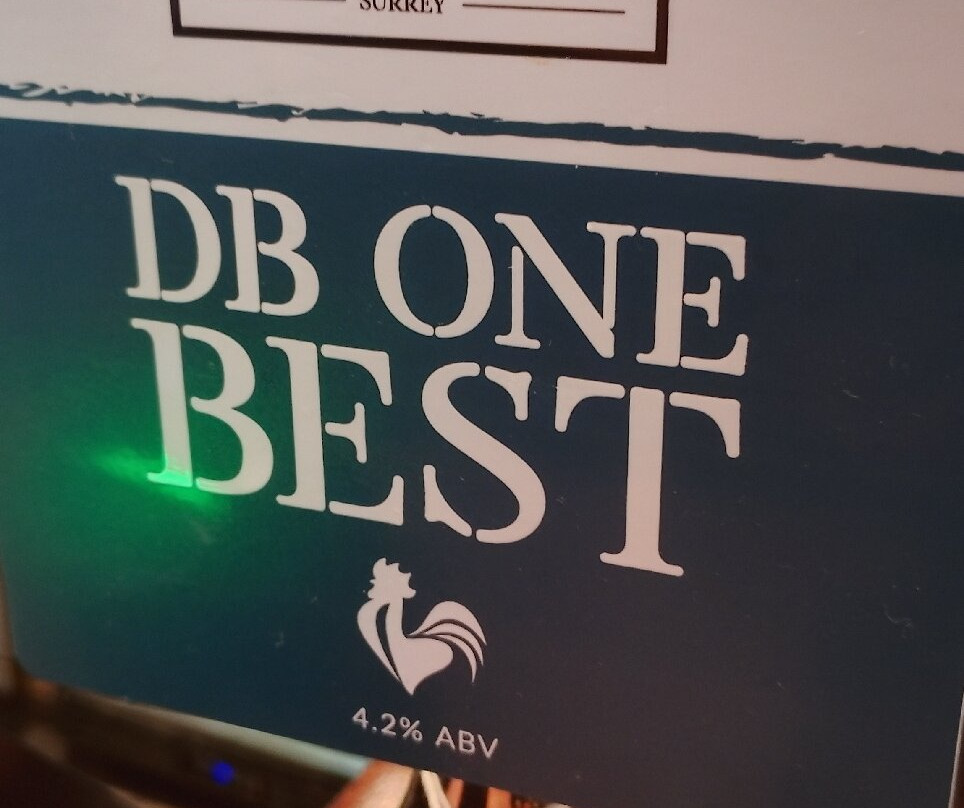 SURREY
DB ONE
BEST
4.2% ABV